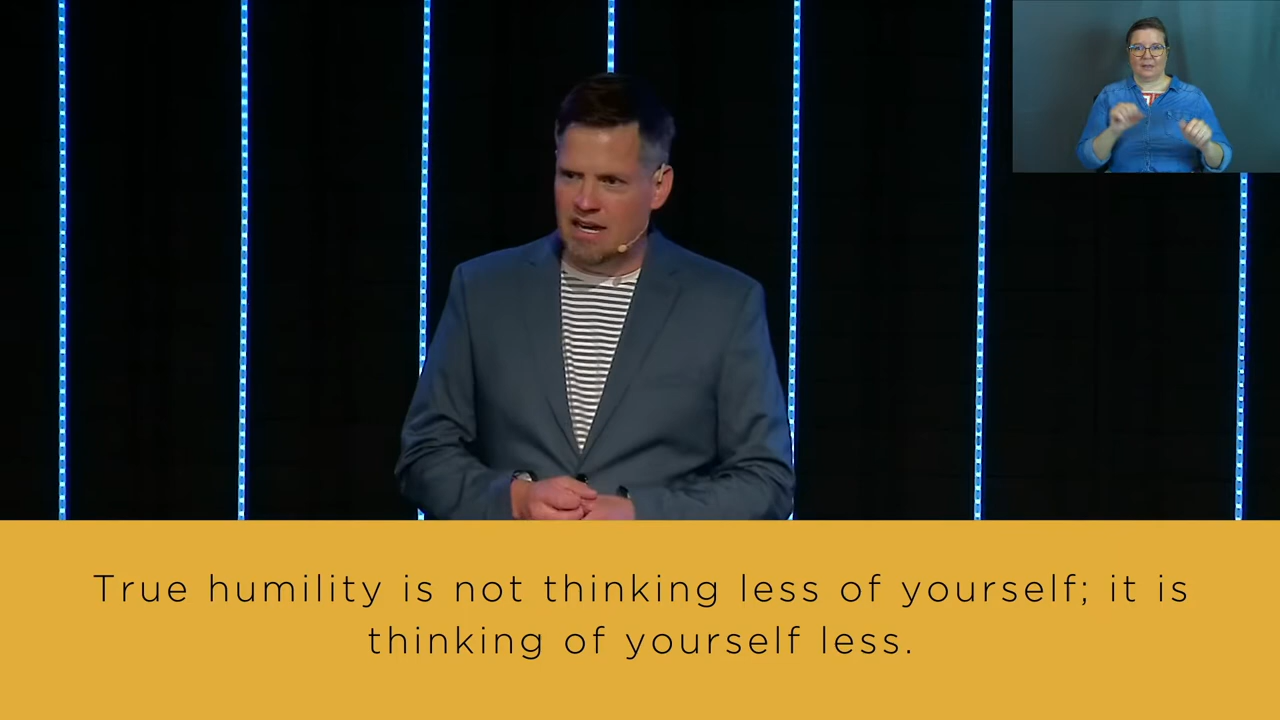 True humility is not thinking less of yourself; it is
thinking of yourself less.